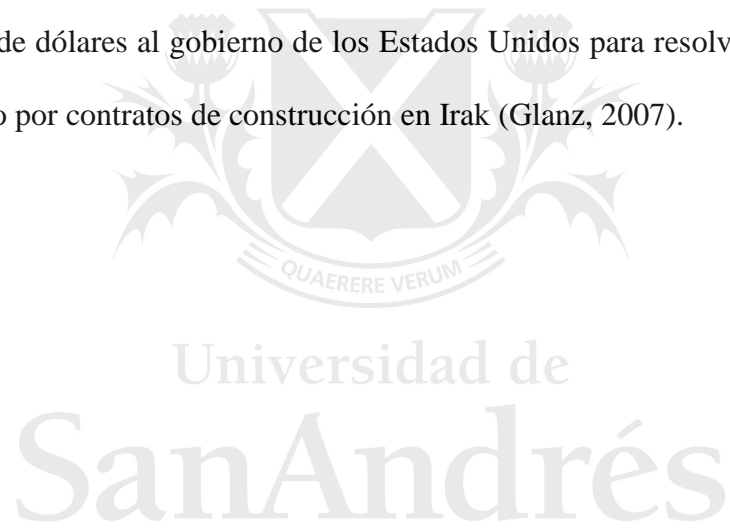 de dólares al gobierno de los Estados Unidos para
por contratos de construcción en Irak (Glanz, 2007).
QUAERERE VERUM
Universidad de
SanAndrés